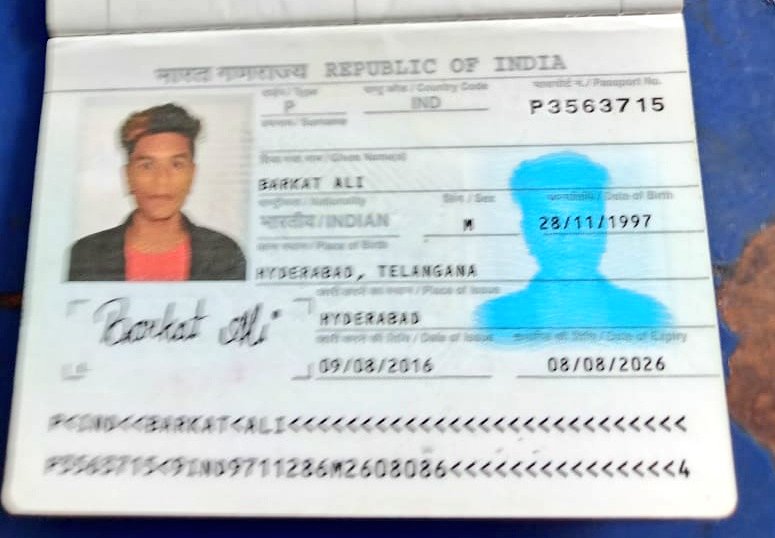 भारत गणराज्य REPUBLIC OF INDIA
टाईप / Type
P
Country Code
IND
पासपोर्ट न. / Passport No.
P3563715
उपनाम / Surname
दिया गया नाम / Given Name(s)
BARKAT ALI
राष्ट्रीयता / Nationality
भारतीय / INDIAN
लिंग / Sex
M
जन्मतिथि / Date of Birth
28/11/1997
जन्म स्थान / Place of Birth
HYDERABAD, TELANGANA
जारी करने का स्थान / Place of Issue
HYDERABAD
जारी करने की तिथि / Date of Issue
09/08/2016
समाप्ति की तिथि / Date of Expiry
08/08/2026
Barkat Ali
P<IND<<BARKAT<ALI<<<<<<<<<<<<<<<<<<<<<<<<<<<
P3563715<9IND9711286M2608086<<<<<<<<<<<<<<<4